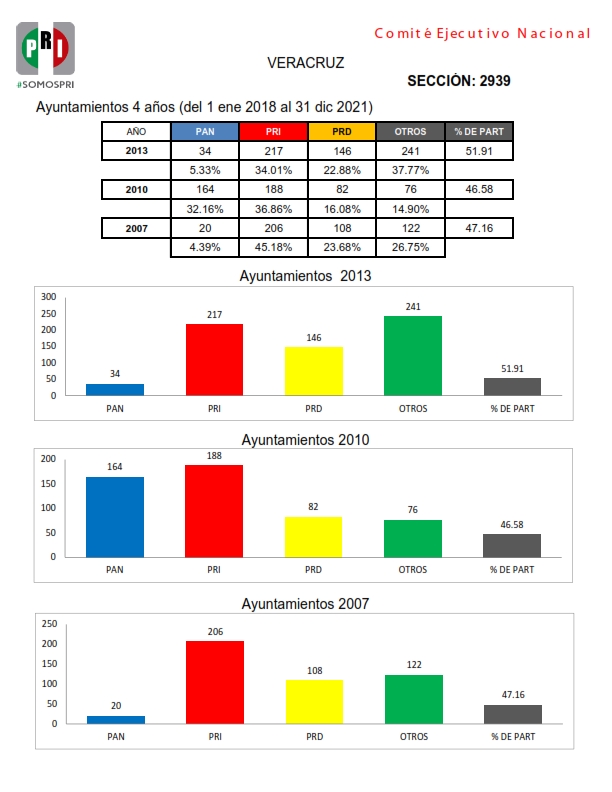 Comité Ejecutivo Nacional
PRI
#SOMOSPRI
VERACRUZ
SECCIÓN: 2939
Ayuntamientos 4 años (del 1 ene 2018 al 31 dic 2021)
AÑO PAN PRI PRD OTROS % DE PART
2013 34 217 146 241 51.91
5.33% 34.01% 22.88% 37.77%
2010 164 188 82 76 46.58
32.16% 36.86% 16.08% 14.90%
2007 20 206 108 122 47.16
4.39% 45.18% 23.68% 26.75%
Ayuntamientos 2013
300
250
200
150
100
50
0
34 217 146 241 51.91
PAN PRI PRD OTROS % DE PART
Ayuntamientos 2010
200
150
100
50
0
164 188 82 76 46.58
PAN PRI PRD OTROS % DE PART
Ayuntamientos 2007
250
200
150
100
50
0
20 206 108 122 47.16
PAN PRI PRD OTROS % DE PART